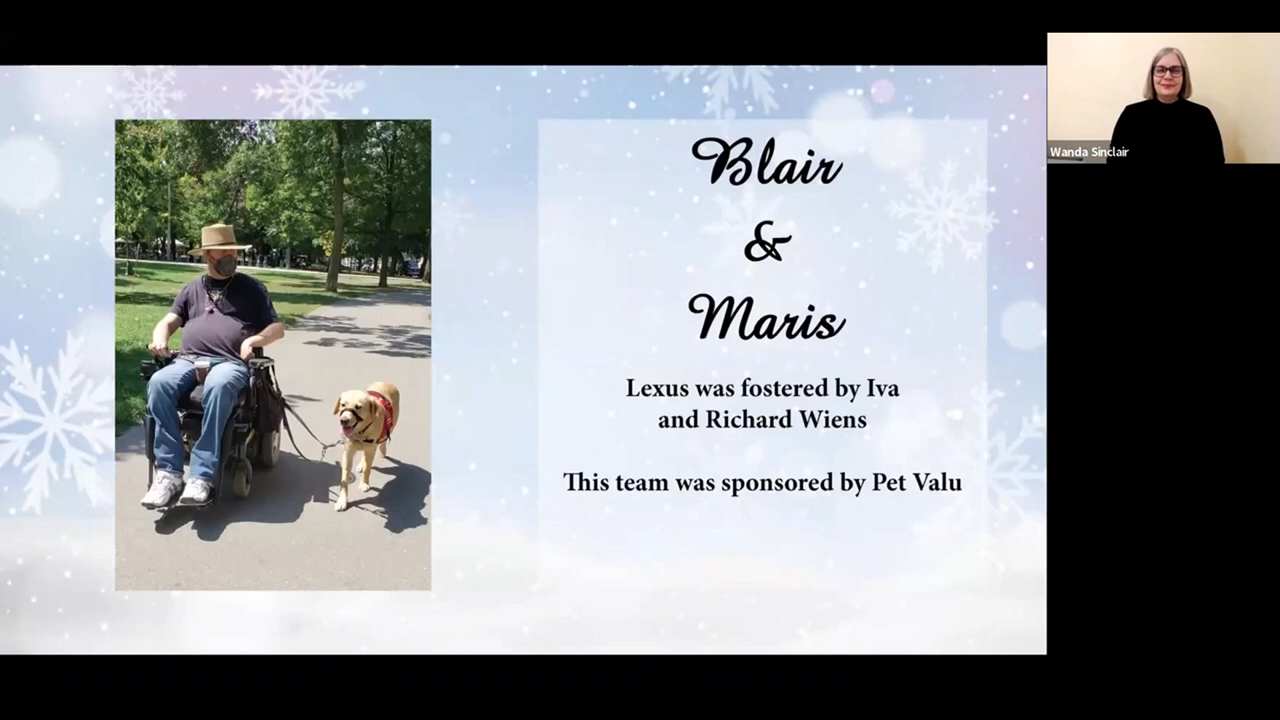 Blair
&
Maris
Lexus was fostered by Iva
and Richard Wiens
This team was sponsored by Pet Valu
Wanda Sinclair